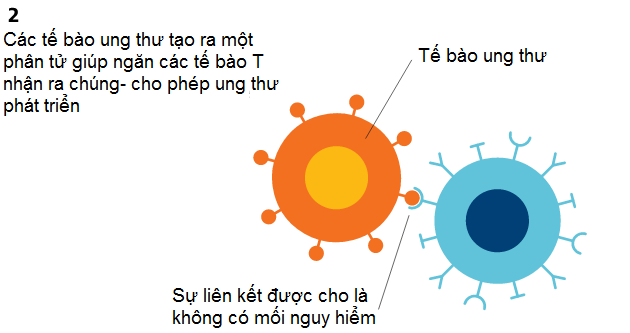 2
Các tế bào ung thư tạo ra một
phân tử giúp ngăn các tế bào T
nhận ra chúng- cho phép ung thư
phát triển
Tế bào ung thư
Sự liên kết được cho là
không có mối nguy hiểm